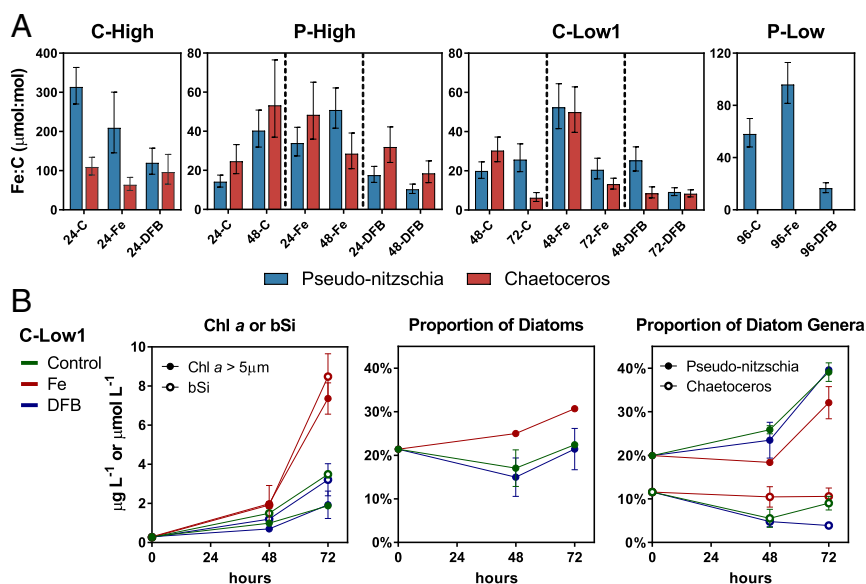 A
C-High
P-High
C-Low1
P-Low
Fe:C (μmol:mol)
400
300
200
100
0
24-C
24-Fe
24-DFB
80
60
40
20
0
24-C
48-C
24-Fe
48-Fe
24-DFB
48-DFB
80
60
40
20
0
48-C
72-C
48-Fe
72-Fe
48-DFB
72-DFB
120
80
40
0
96-C
96-Fe
96-DFB
Pseudo-nitzschia
Chaetoceros
B
C-Low1
Control
Fe
DFB
Chl a or bSi
μg L-1 or μmol L-1
10
8
6
4
2
0
Chl a > 5μm
bSi
0
24
48
72
hours
Proportion of Diatoms
40%
30%
20%
10%
0%
0
24
48
72
hours
Proportion of Diatom Genera
40%
30%
20%
10%
0%
Pseudo-nitzschia
Chaetoceros
0
24
48
72
hours